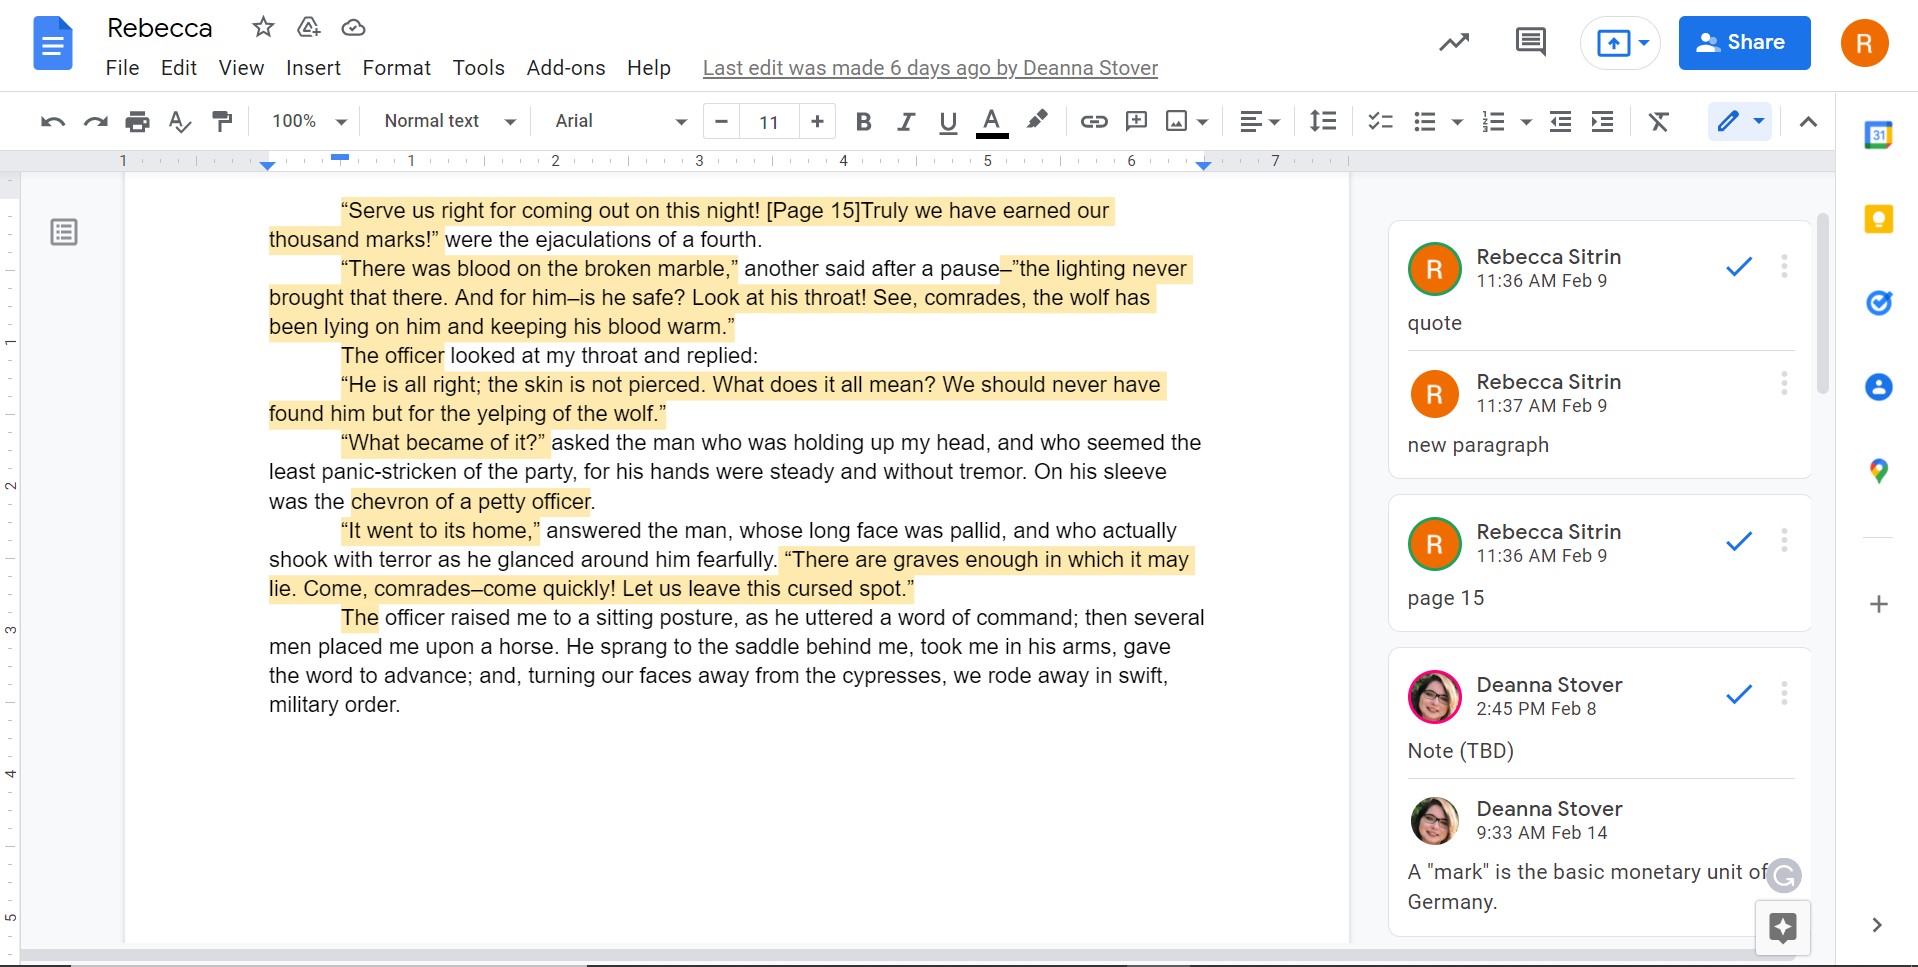 Rebecca
File Edit View Insert Format Tools Add-ons Help Last edit was made 6 days ago by Deanna Stover
Share
R
100% Normal text Arial − 11 + B I U A
31
1 1 2 3 4 5 6 7
“Serve us right for coming out on this night! [Page 15]Truly we have earned our
thousand marks!” were the ejaculations of a fourth.
“There was blood on the broken marble,” another said after a pause–”the lighting never
brought that there. And for him–is he safe? Look at his throat! See, comrades, the wolf has
been lying on him and keeping his blood warm.”
The officer looked at my throat and replied:
“He is all right; the skin is not pierced. What does it all mean? We should never have
found him but for the yelping of the wolf.”
“What became of it?” asked the man who was holding up my head, and who seemed the
least panic-stricken of the party, for his hands were steady and without tremor. On his sleeve
was the chevron of a petty officer.
“It went to its home,” answered the man, whose long face was pallid, and who actually
shook with terror as he glanced around him fearfully. “There are graves enough in which it may
lie. Come, comrades–come quickly! Let us leave this cursed spot.”
The officer raised me to a sitting posture, as he uttered a word of command; then several
men placed me upon a horse. He sprang to the saddle behind me, took me in his arms, gave
the word to advance; and, turning our faces away from the cypresses, we rode away in swift,
military order.
1
2
3
4
5
R
Rebecca Sitrin
11:36 AM Feb 9
quote
R
Rebecca Sitrin
11:37 AM Feb 9
new paragraph
R
Rebecca Sitrin
11:36 AM Feb 9
page 15
Deanna Stover
2:45 PM Feb 8
Note (TBD)
Deanna Stover
9:33 AM Feb 14
A "mark" is the basic monetary unit of
Germany.